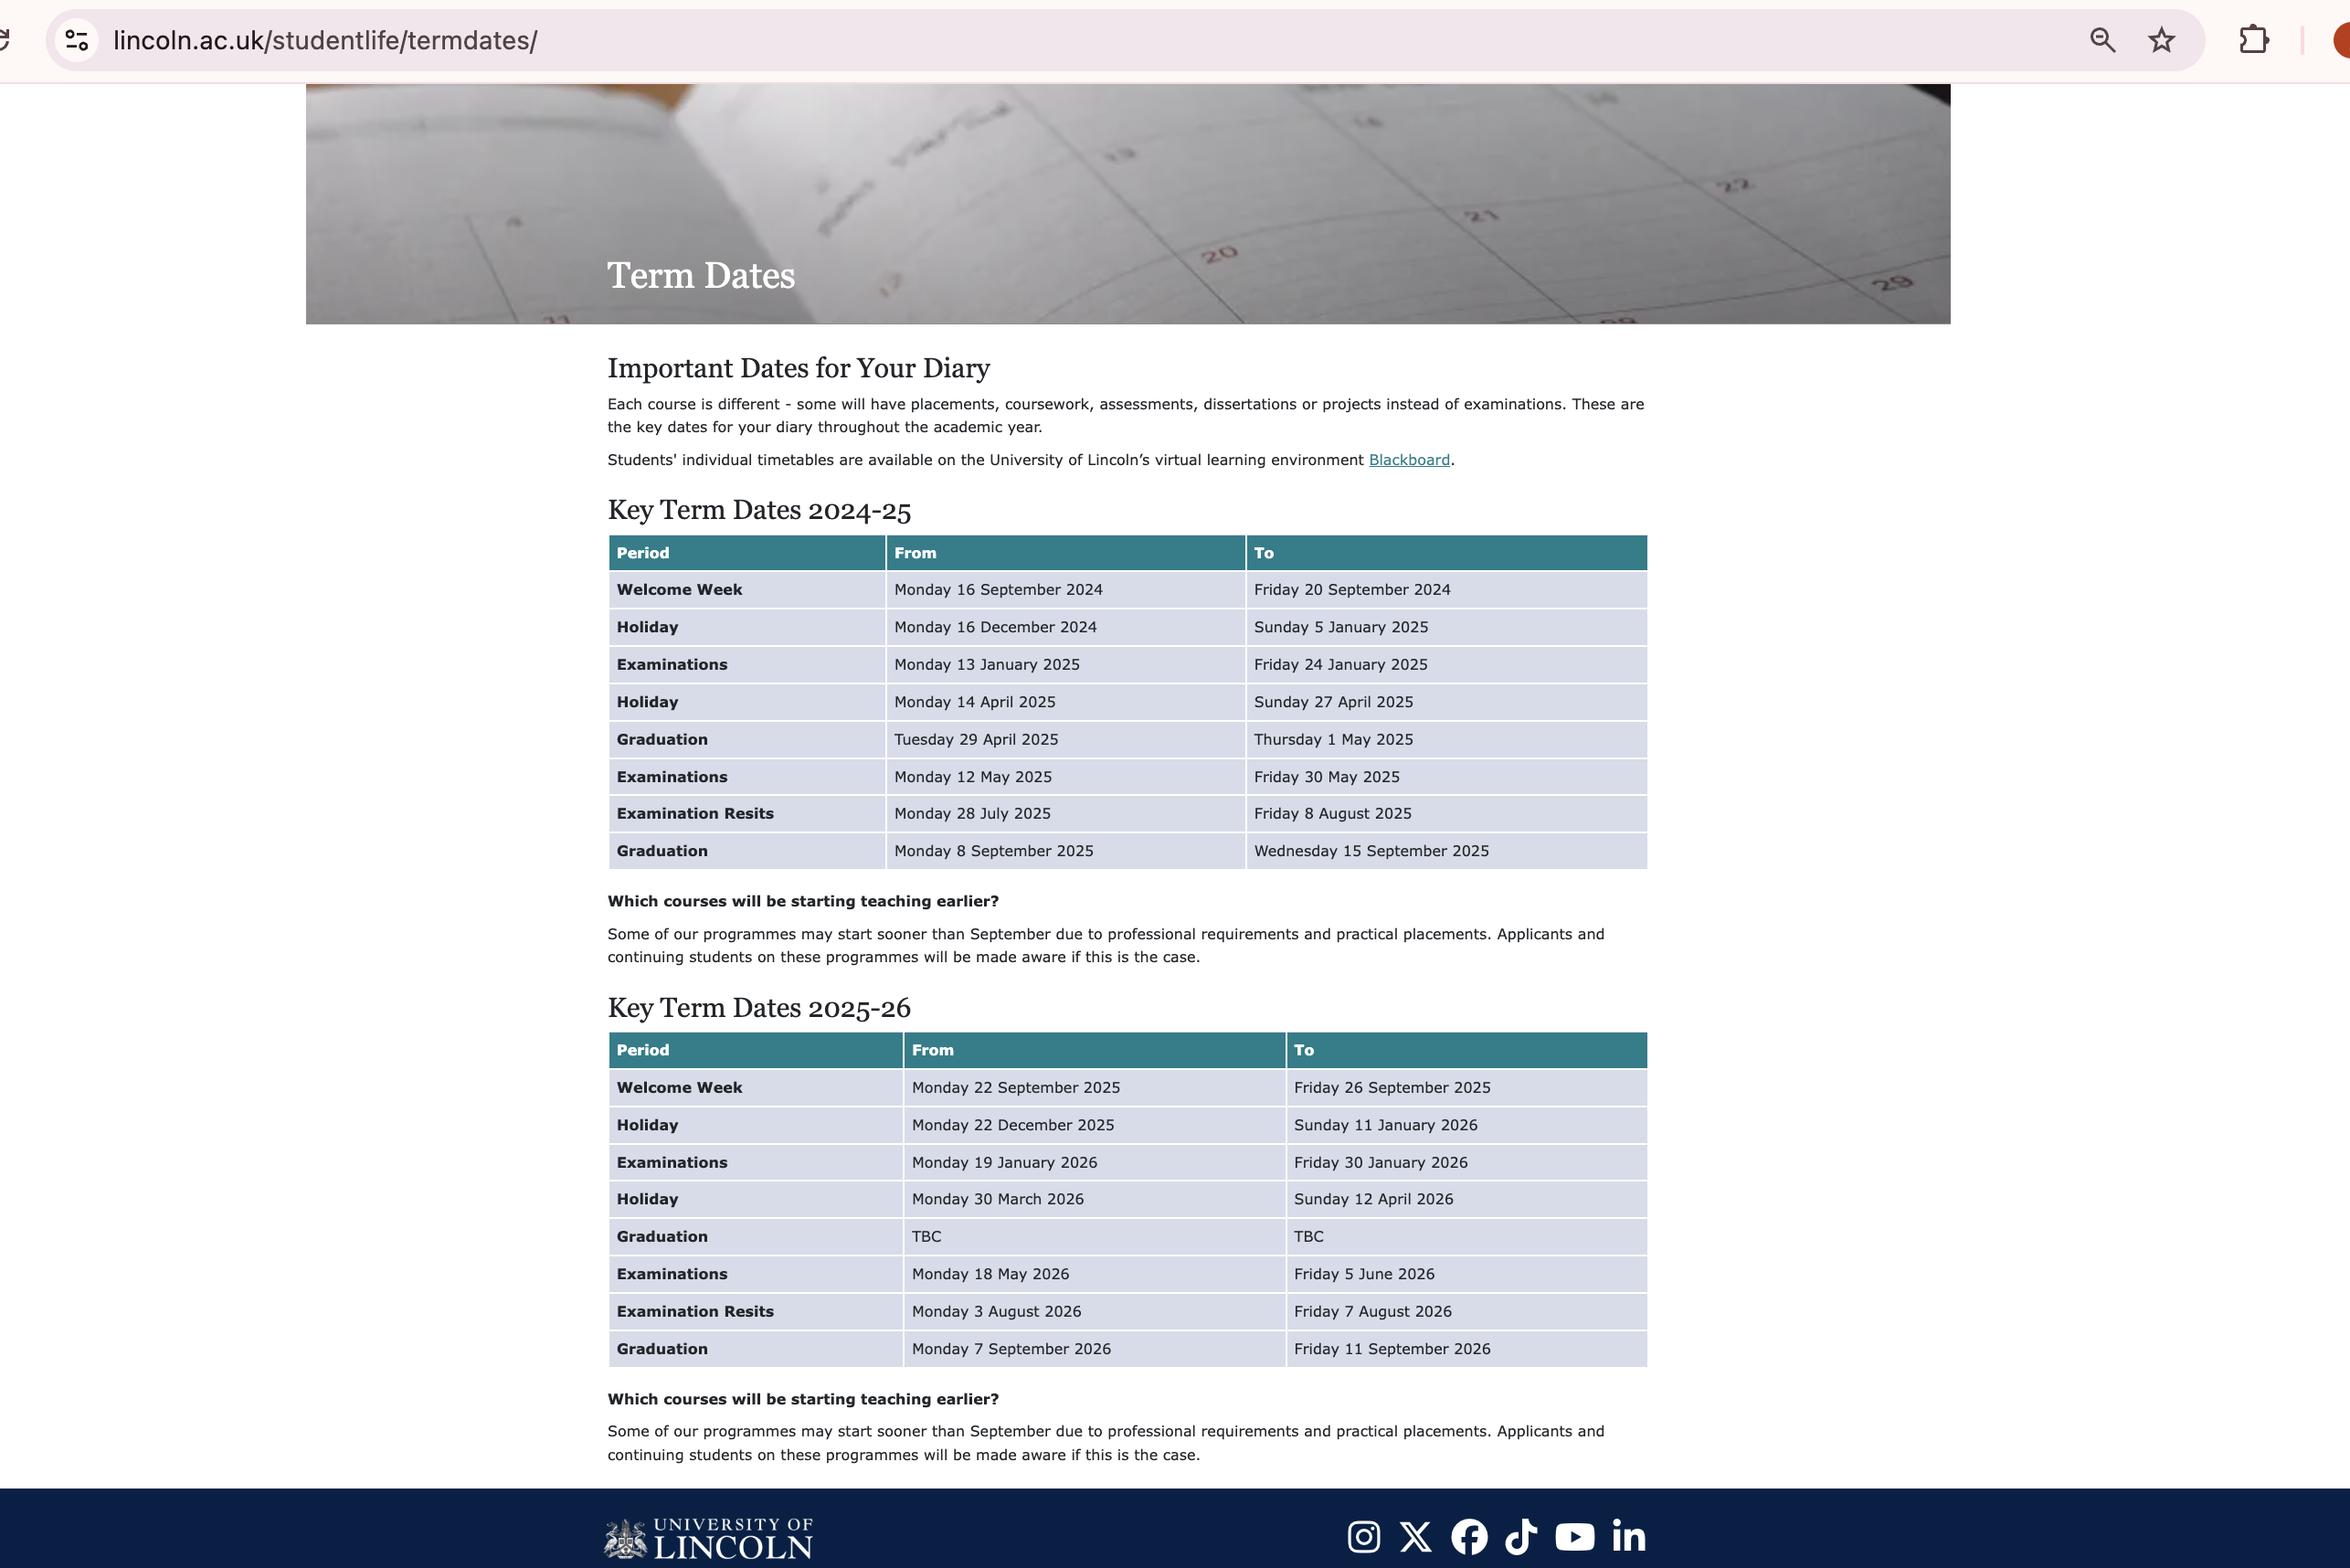 lincoln.ac.uk/studentlife/termdates/
13
14
22
21
20
12
29
Term Dates
Important Dates for Your Diary
Each course is different - some will have placements, coursework, assessments, dissertations or projects instead of examinations. These are
the key dates for your diary throughout the academic year.
Students' individual timetables are available on the University of Lincoln’s virtual learning environment Blackboard.
Key Term Dates 2024-25
Period From To
Welcome Week Monday 16 September 2024 Friday 20 September 2024
Holiday Monday 16 December 2024 Sunday 5 January 2025
Examinations Monday 13 January 2025 Friday 24 January 2025
Holiday Monday 14 April 2025 Sunday 27 April 2025
Graduation Tuesday 29 April 2025 Thursday 1 May 2025
Examinations Monday 12 May 2025 Friday 30 May 2025
Examination Resits Monday 28 July 2025 Friday 8 August 2025
Graduation Monday 8 September 2025 Wednesday 15 September 2025
Which courses will be starting teaching earlier?
Some of our programmes may start sooner than September due to professional requirements and practical placements. Applicants and
continuing students on these programmes will be made aware if this is the case.
Key Term Dates 2025-26
Period From To
Welcome Week Monday 22 September 2025 Friday 26 September 2025
Holiday Monday 22 December 2025 Sunday 11 January 2026
Examinations Monday 19 January 2026 Friday 30 January 2026
Holiday Monday 30 March 2026 Sunday 12 April 2026
Graduation TBC TBC
Examinations Monday 18 May 2026 Friday 5 June 2026
Examination Resits Monday 3 August 2026 Friday 7 August 2026
Graduation Monday 7 September 2026 Friday 11 September 2026
Which courses will be starting teaching earlier?
Some of our programmes may start sooner than September due to professional requirements and practical placements. Applicants and
continuing students on these programmes will be made aware if this is the case.
UNIVERSITY OF
LINCOLN